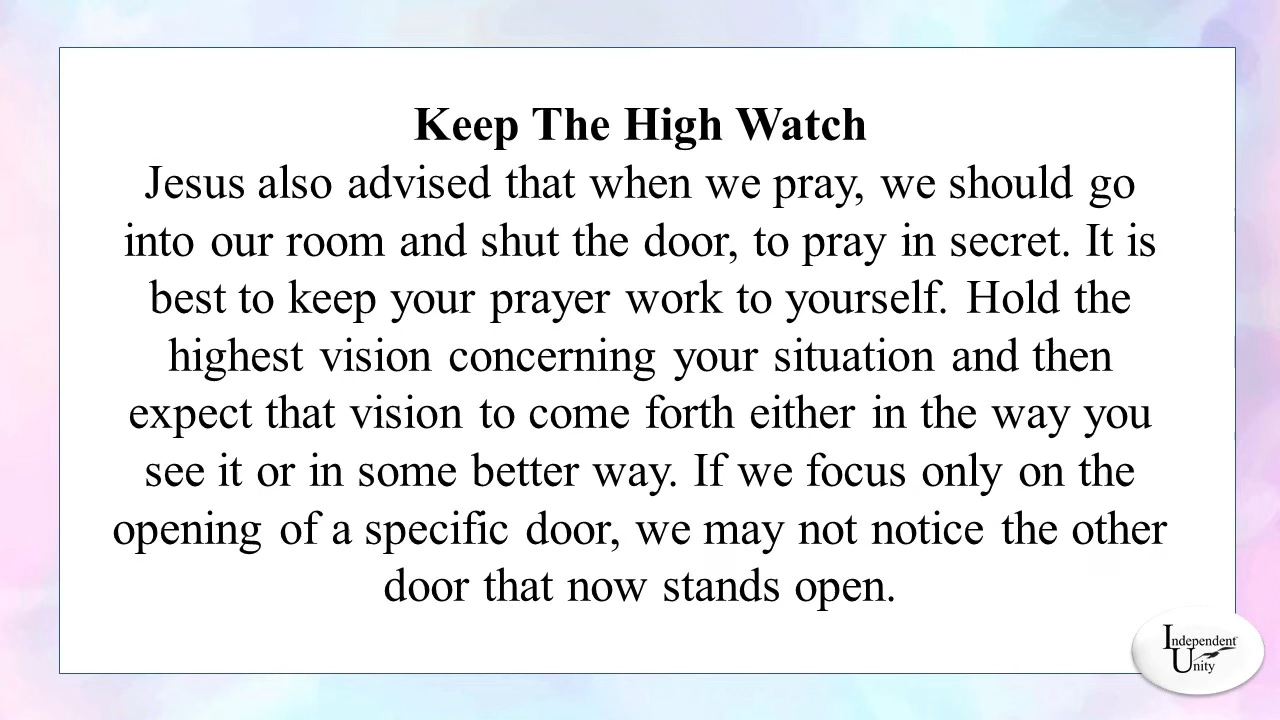 Keep The High Watch
Jesus also advised that when we pray, we should go
into our room and shut the door, to pray in secret. It is
best to keep your prayer work to yourself. Hold the
highest vision concerning your situation and then
expect that vision to come forth either in the way you
see it or in some better way. If we focus only on the
opening of a specific door, we may not notice the other
door that now stands open.
Independent
Unity